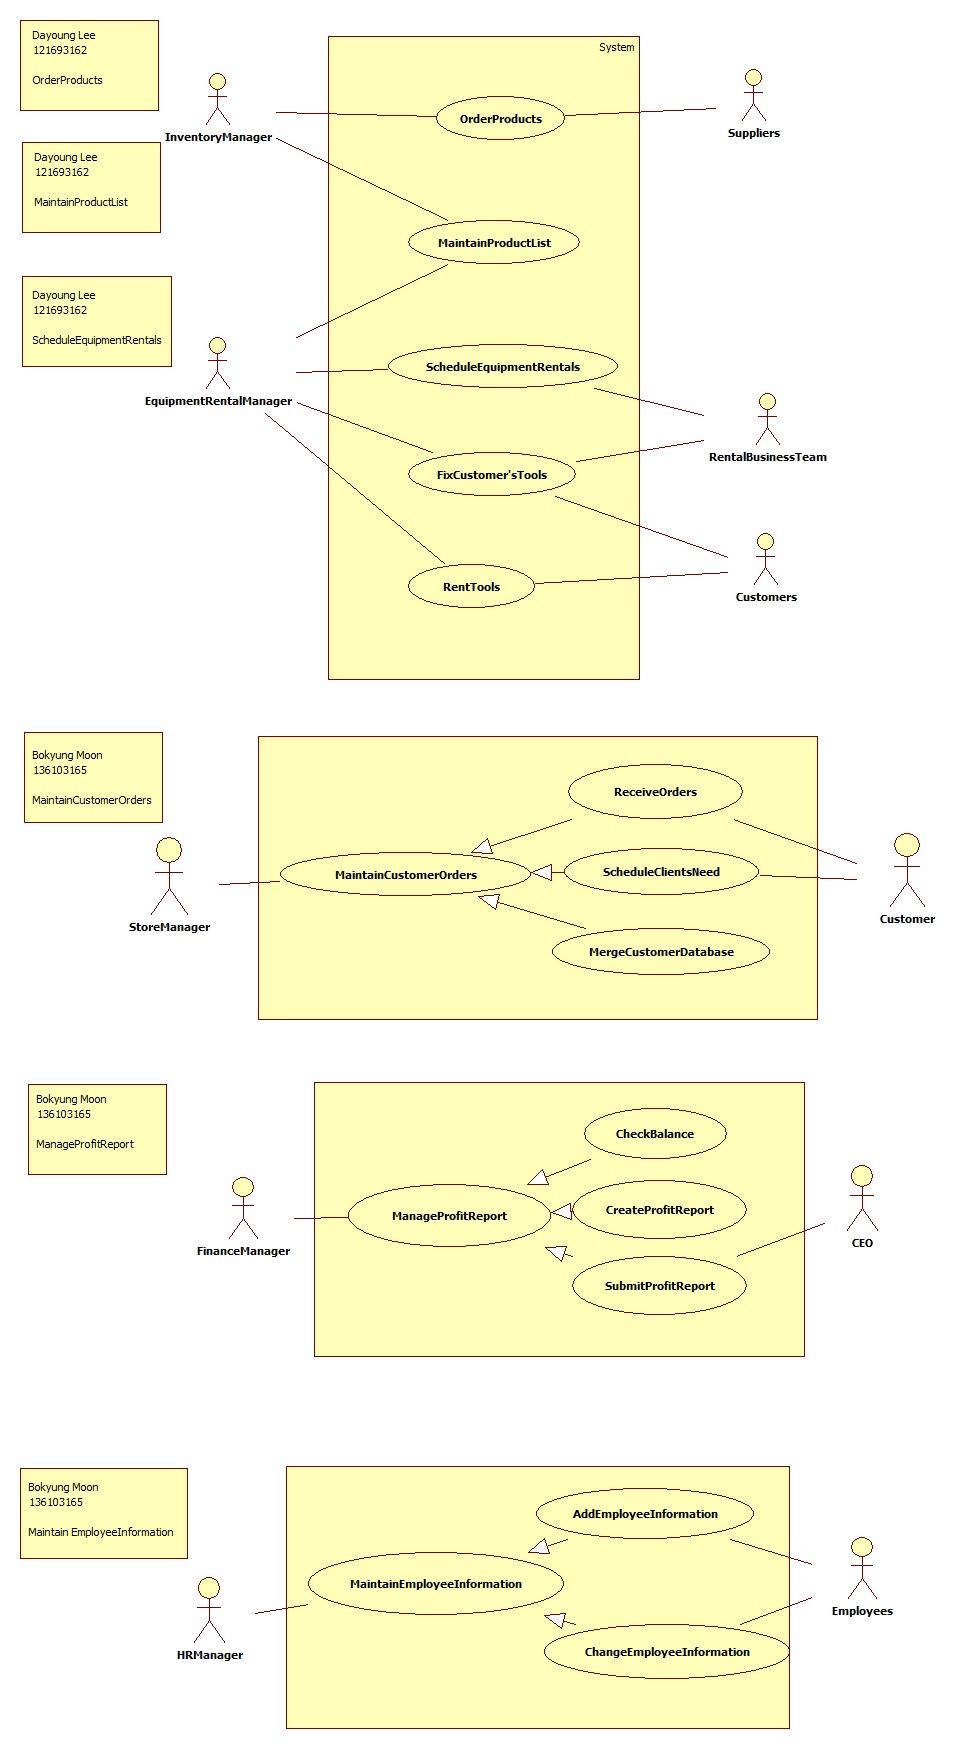 Dayoung Lee
121693162
OrderProducts
System
InventoryManager
OrderProducts
Suppliers
Dayoung Lee
121693162
MaintainProductList
MaintainProductList
Dayoung Lee
121693162
ScheduleEquipmentRentals
EquipmentRentalManager
ScheduleEquipmentRentals
RentalBusinessTeam
FixCustomer'sTools
RentTools
Customers
Bokyung Moon
136103165
MaintainCustomerOrders
StoreManager
MaintainCustomerOrders
ReceiveOrders
ScheduleClientsNeed
MergeCustomerDatabase
Customer
Bokyung Moon
136103165
ManageProfitReport
FinanceManager
ManageProfitReport
CheckBalance
CreateProfitReport
SubmitProfitReport
CEO
Bokyung Moon
136103165
Maintain EmployeeInformation
HRManager
MaintainEmployeeInformation
AddEmployeeInformation
ChangeEmployeeInformation
Employees